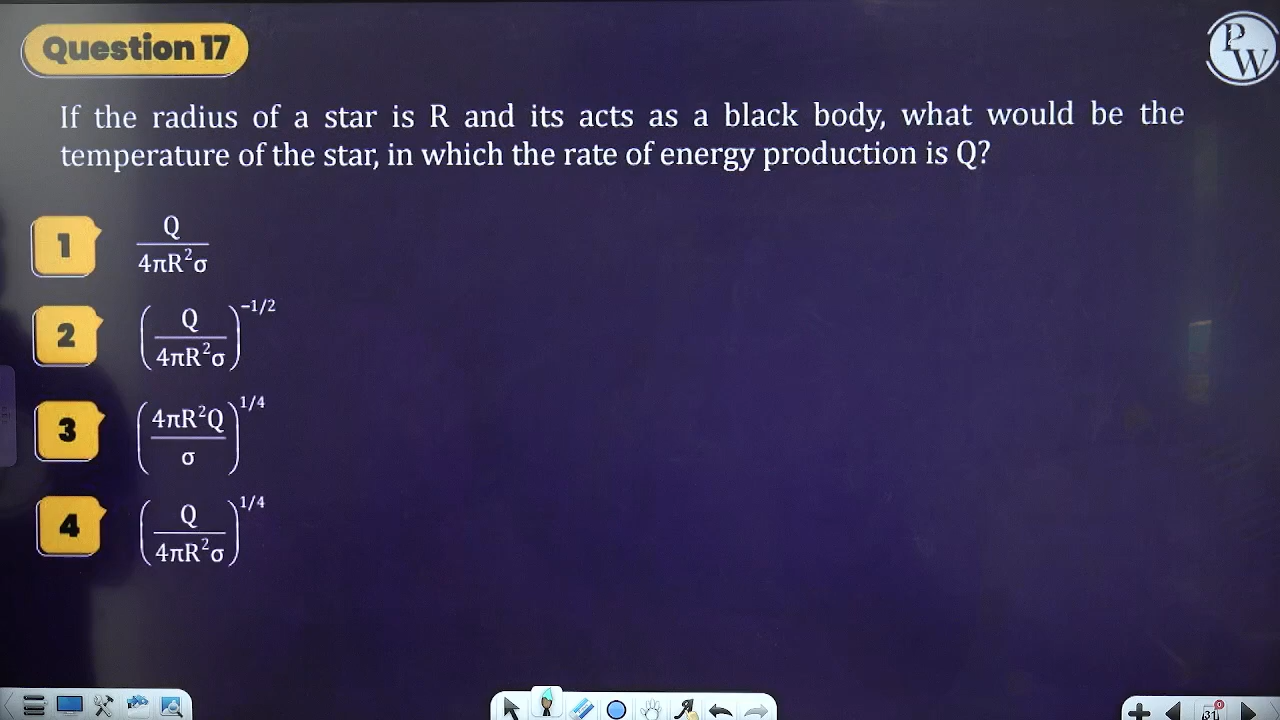 Question 17
PW
If the radius of a star is R and its acts as a black body, what would be the
temperature of the star, in which the rate of energy production is Q?
1 Q/4πR²σ
2 (Q/4πR²σ)^−1/2
3 (4πR²Q/σ)^1/4
4 (Q/4πR²σ)^1/4
31